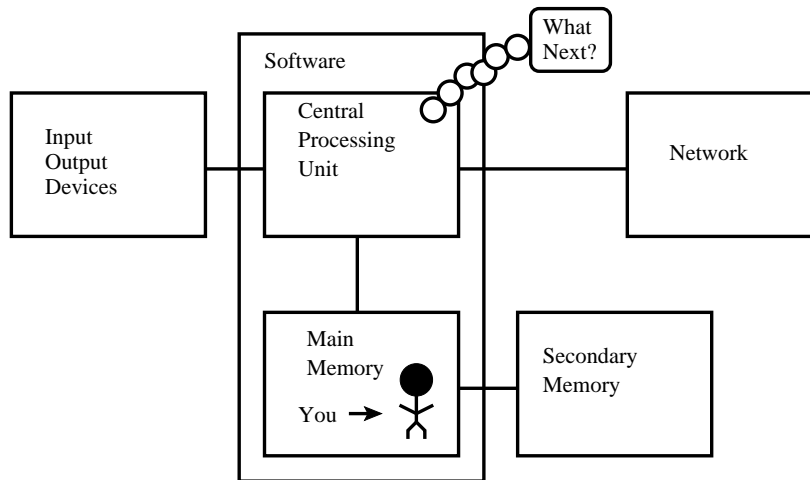 What
Next?
Software
Input
Output
Devices
Central
Processing
Unit
Network
Main
Memory
You
Secondary
Memory